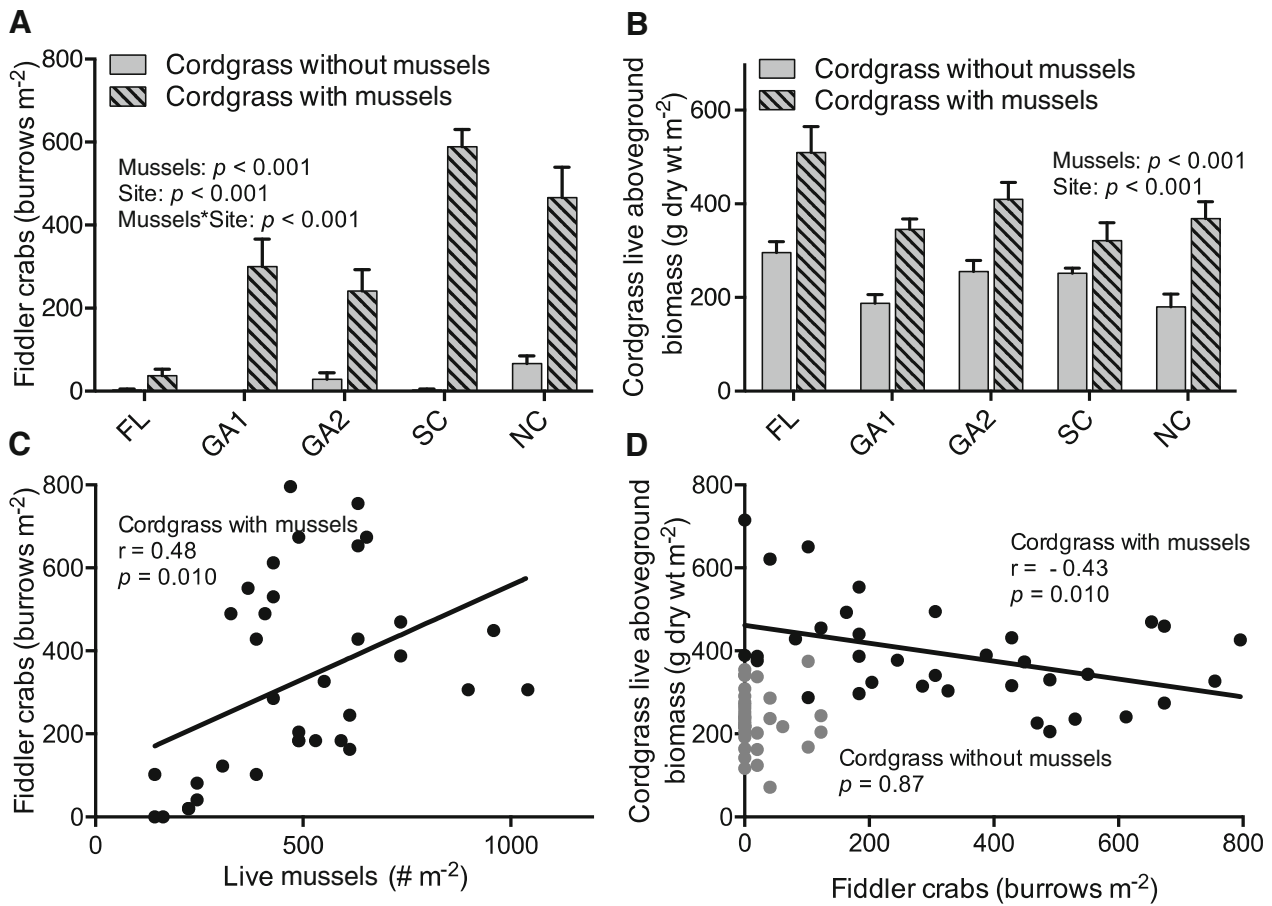 A
Fiddler crabs (burrows m-2)
800
600
400
200
0
Cordgrass without mussels
Cordgrass with mussels
Mussels: p < 0.001
Site: p < 0.001
Mussels*Site: p < 0.001
FL
GA1
GA2
SC
NC
B
Cordgrass live aboveground
biomass (g dry wt m-2)
600
400
200
0
Cordgrass without mussels
Cordgrass with mussels
Mussels: p < 0.001
Site: p < 0.001
FL
GA1
GA2
SC
NC
C
Fiddler crabs (burrows m-2)
800
600
400
200
0
Cordgrass with mussels
r = 0.48
p = 0.010
0
500
1000
Live mussels (# m-2)
D
Cordgrass live aboveground
biomass (g dry wt m-2)
800
600
400
200
0
Cordgrass with mussels
r = - 0.43
p = 0.010
Cordgrass without mussels
p = 0.87
0
200
400
600
800
Fiddler crabs (burrows m-2)